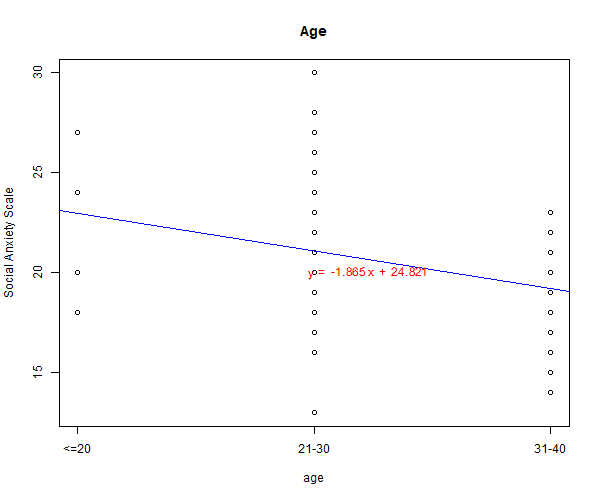 Age
Social Anxiety Scale
30
25
20
15
y = -1.865x + 24.821
<=20
21-30
31-40
age